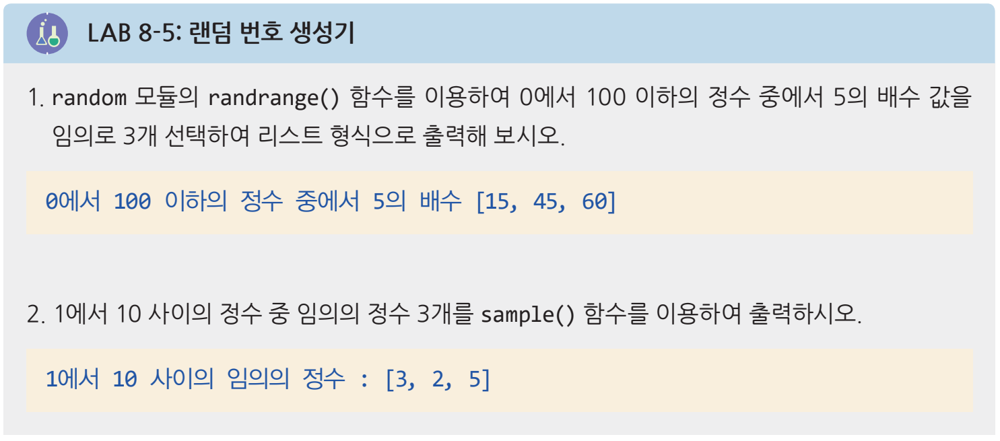 LAB 8-5: 랜덤 번호 생성기
1. random 모듈의 randrange() 함수를 이용하여 0에서 100 이하의 정수 중에서 5의 배수 값을
임의로 3개 선택하여 리스트 형식으로 출력해 보시오.
0에서 100 이하의 정수 중에서 5의 배수 [15, 45, 60]
2. 1에서 10 사이의 정수 중 임의의 정수 3개를 sample() 함수를 이용하여 출력하시오.
1에서 10 사이의 임의의 정수 : [3, 2, 5]